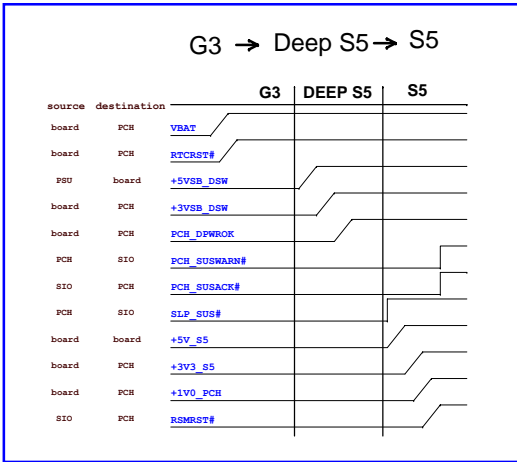 G3 → Deep S5 → S5
G3 DEEP S5 S5
source destination
board PCH VBAT
board PCH RTCRST#
PSU board +5VSB_DSW
board PCH +3VSB_DSW
board PCH PCH_DPWROK
PCH SIO PCH_SUSWARN#
SIO PCH PCH_SUSACK#
PCH SIO SLP_SUS#
board board +5V_S5
board PCH +3V3_S5
board PCH +1V0_PCH
SIO PCH RSMRST#